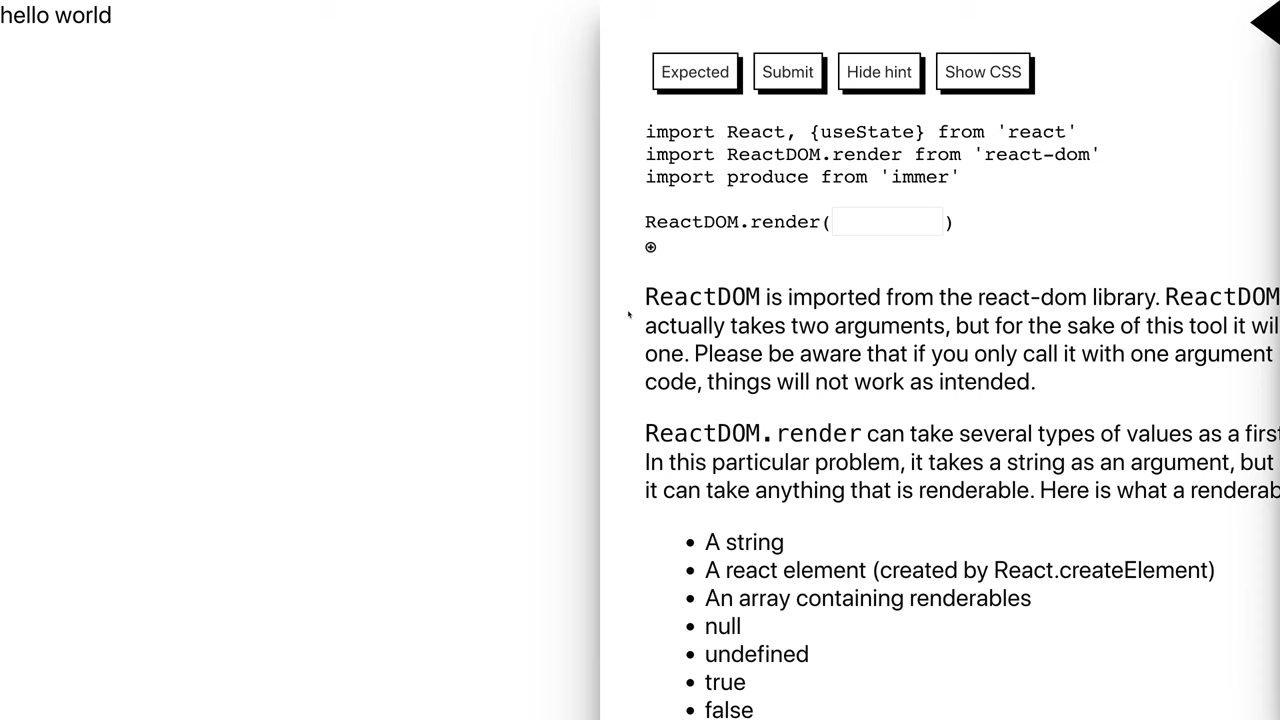 hello world
Expected Submit Hide hint Show CSS
import React, {useState} from 'react'
import ReactDOM.render from 'react-dom'
import produce from 'immer'
ReactDOM.render( )
ReactDOM is imported from the react-dom library. ReactDOM
actually takes two arguments, but for the sake of this tool it wil
one. Please be aware that if you only call it with one argument
code, things will not work as intended.
ReactDOM.render can take several types of values as a first
In this particular problem, it takes a string as an argument, but
it can take anything that is renderable. Here is what a renderab
• A string
• A react element (created by React.createElement)
• An array containing renderables
• null
• undefined
• true
• false